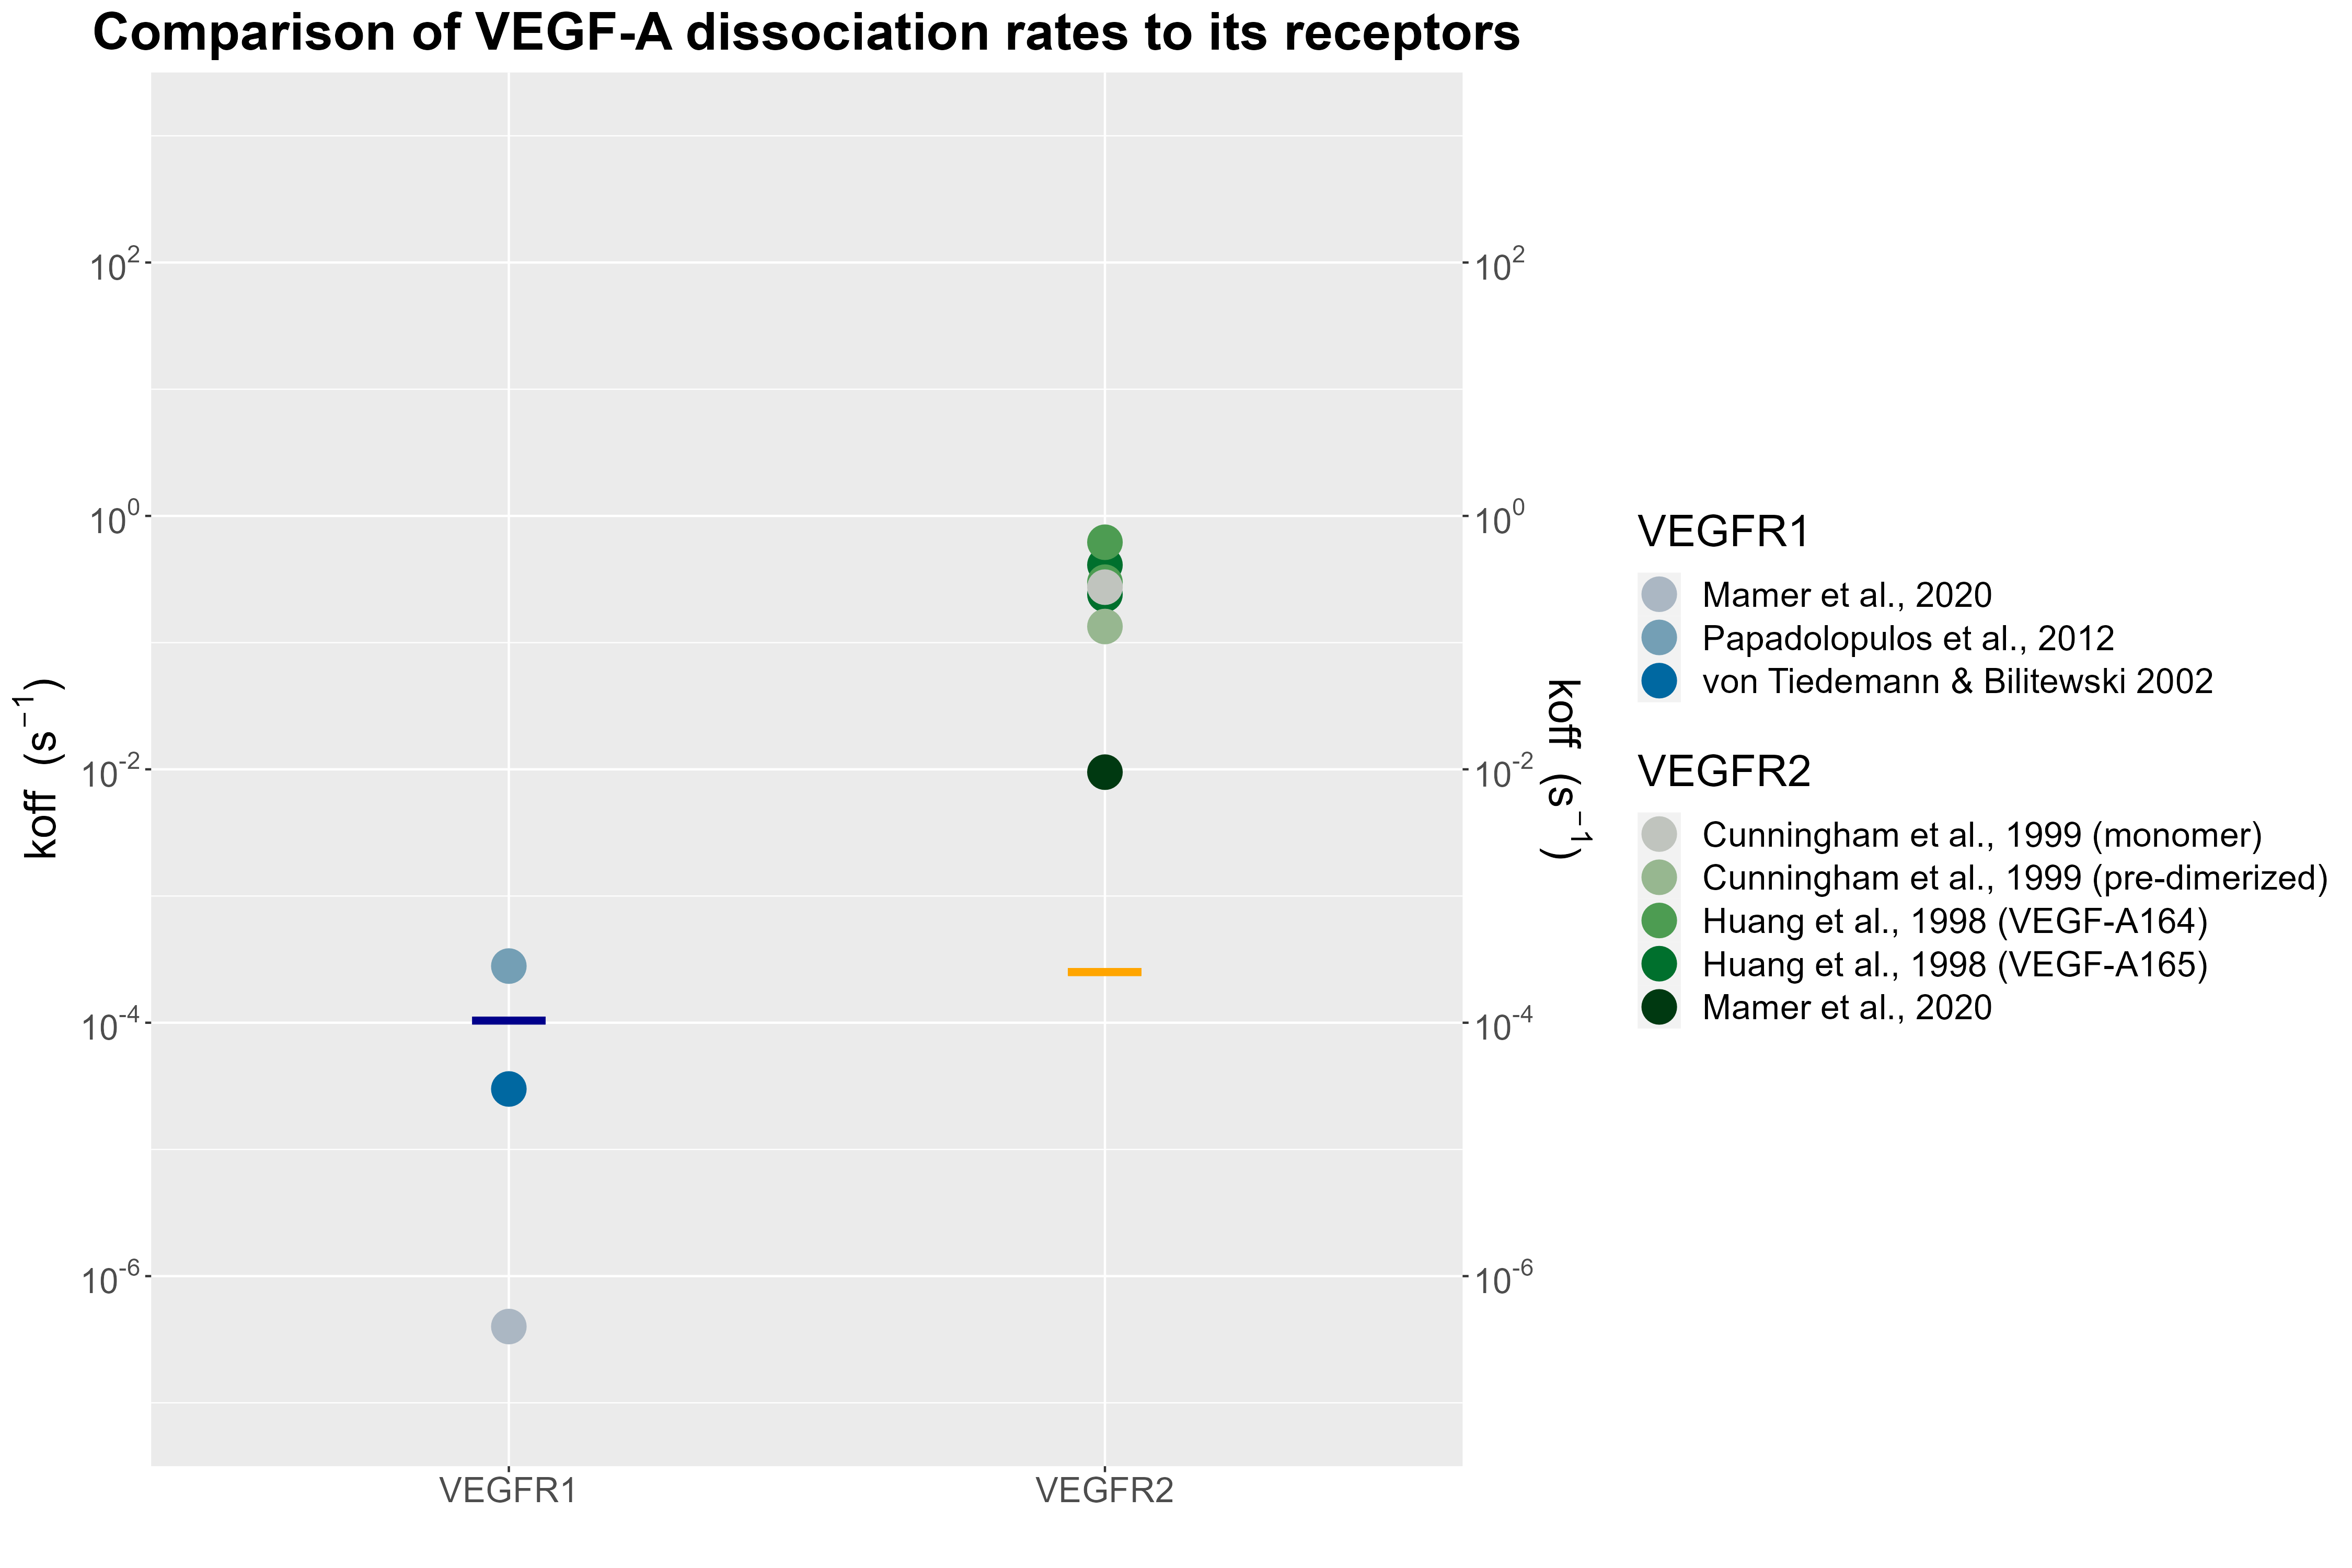 Comparison of VEGF-A dissociation rates to its receptors
koff (s⁻¹)
10²
10⁰
10⁻²
10⁻⁴
10⁻⁶
VEGFR1
VEGFR2
10²
10⁰
10⁻²
10⁻⁴
10⁻⁶
koff (s⁻¹)
VEGFR1
Mamer et al., 2020
Papadolopulos et al., 2012
von Tiedemann & Bilitewski 2002
VEGFR2
Cunningham et al., 1999 (monomer)
Cunningham et al., 1999 (pre-dimerized)
Huang et al., 1998 (VEGF-A164)
Huang et al., 1998 (VEGF-A165)
Mamer et al., 2020